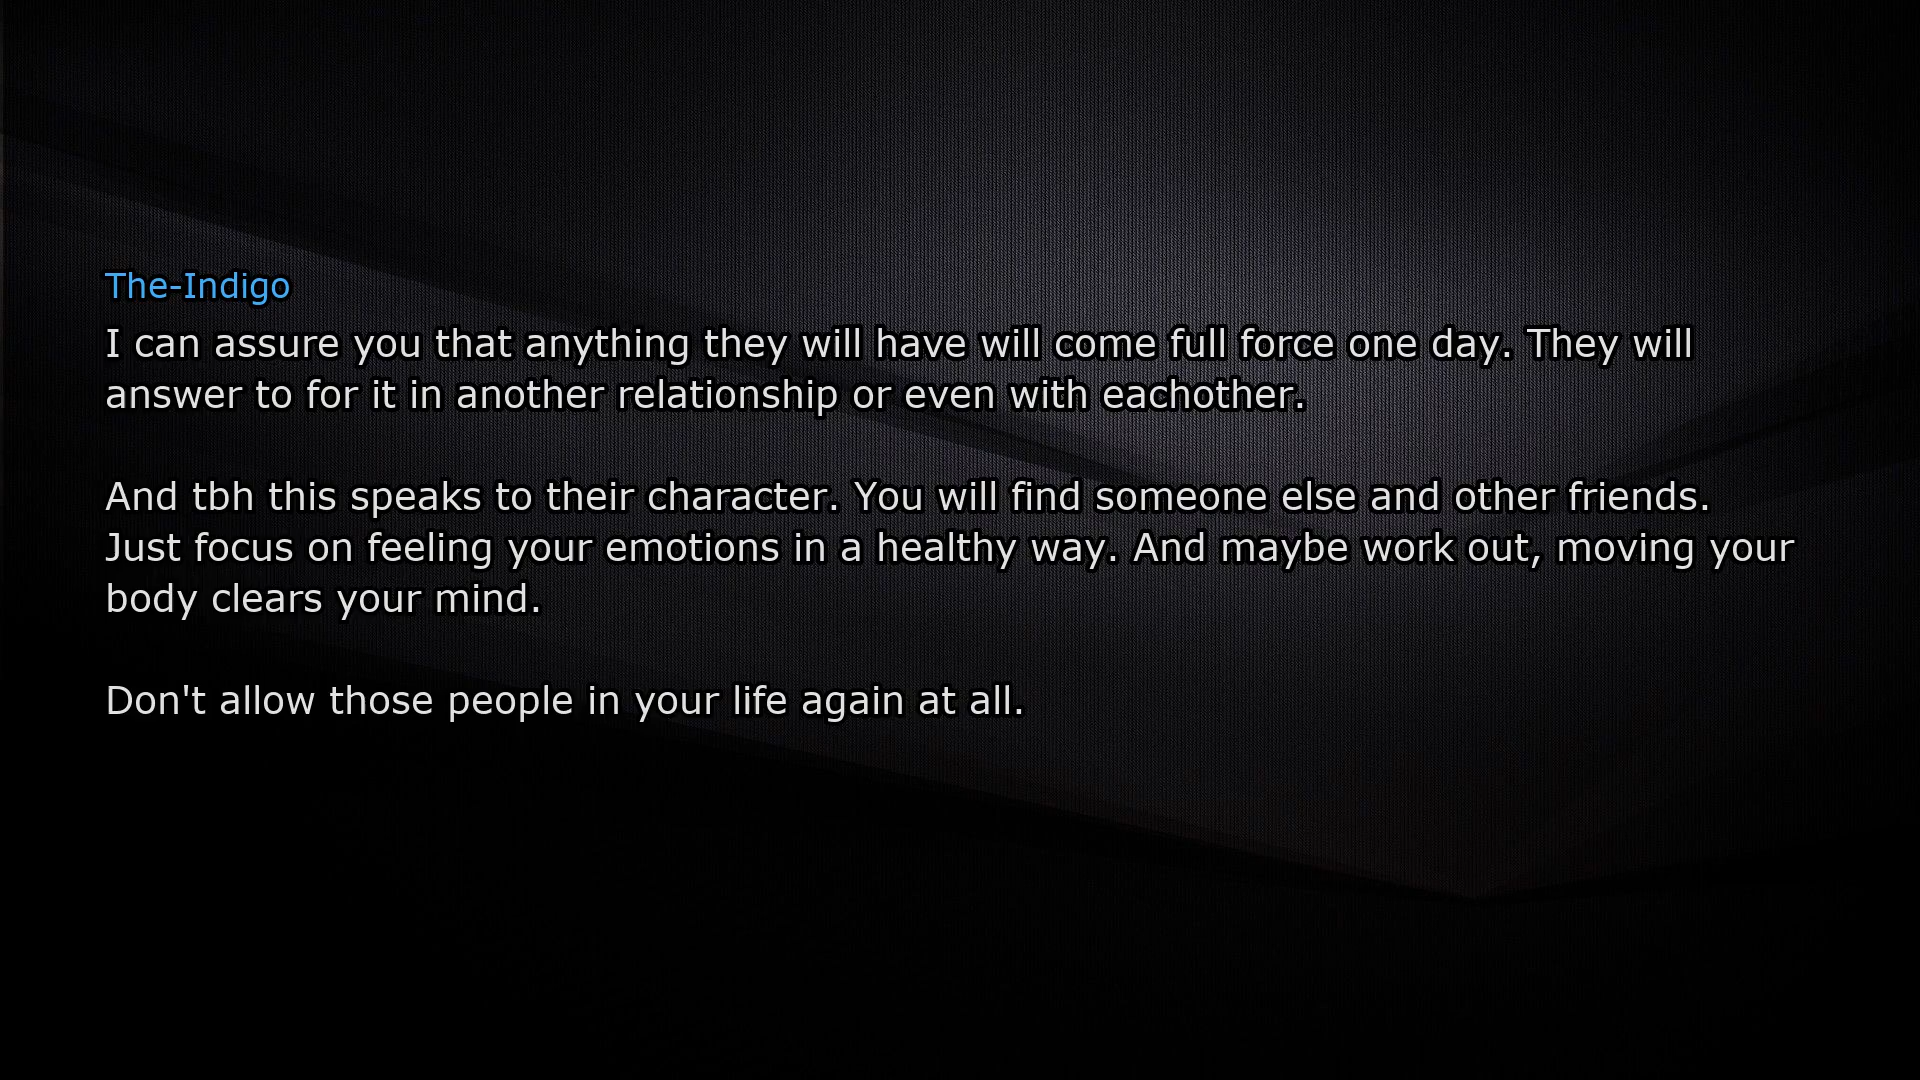 The-Indigo
I can assure you that anything they will have will come full force one day. They will
answer to for it in another relationship or even with eachother.
And tbh this speaks to their character. You will find someone else and other friends.
Just focus on feeling your emotions in a healthy way. And maybe work out, moving your
body clears your mind.
Don't allow those people in your life again at all.